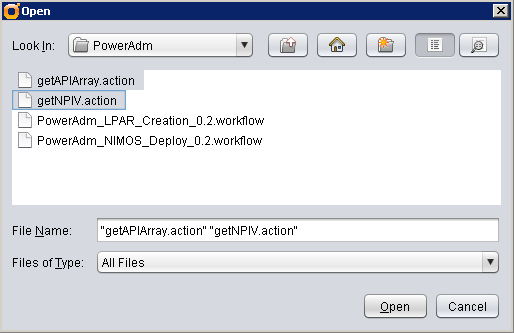 Open
Look In:
PowerAdm
getAPIArray.action
getNPIV.action
PowerAdm_LPAR_Creation_0.2.workflow
PowerAdm_NIMOS_Deploy_0.2.workflow
File Name:
"getAPIArray.action" "getNPIV.action"
Files of Type:
All Files
Open
Cancel